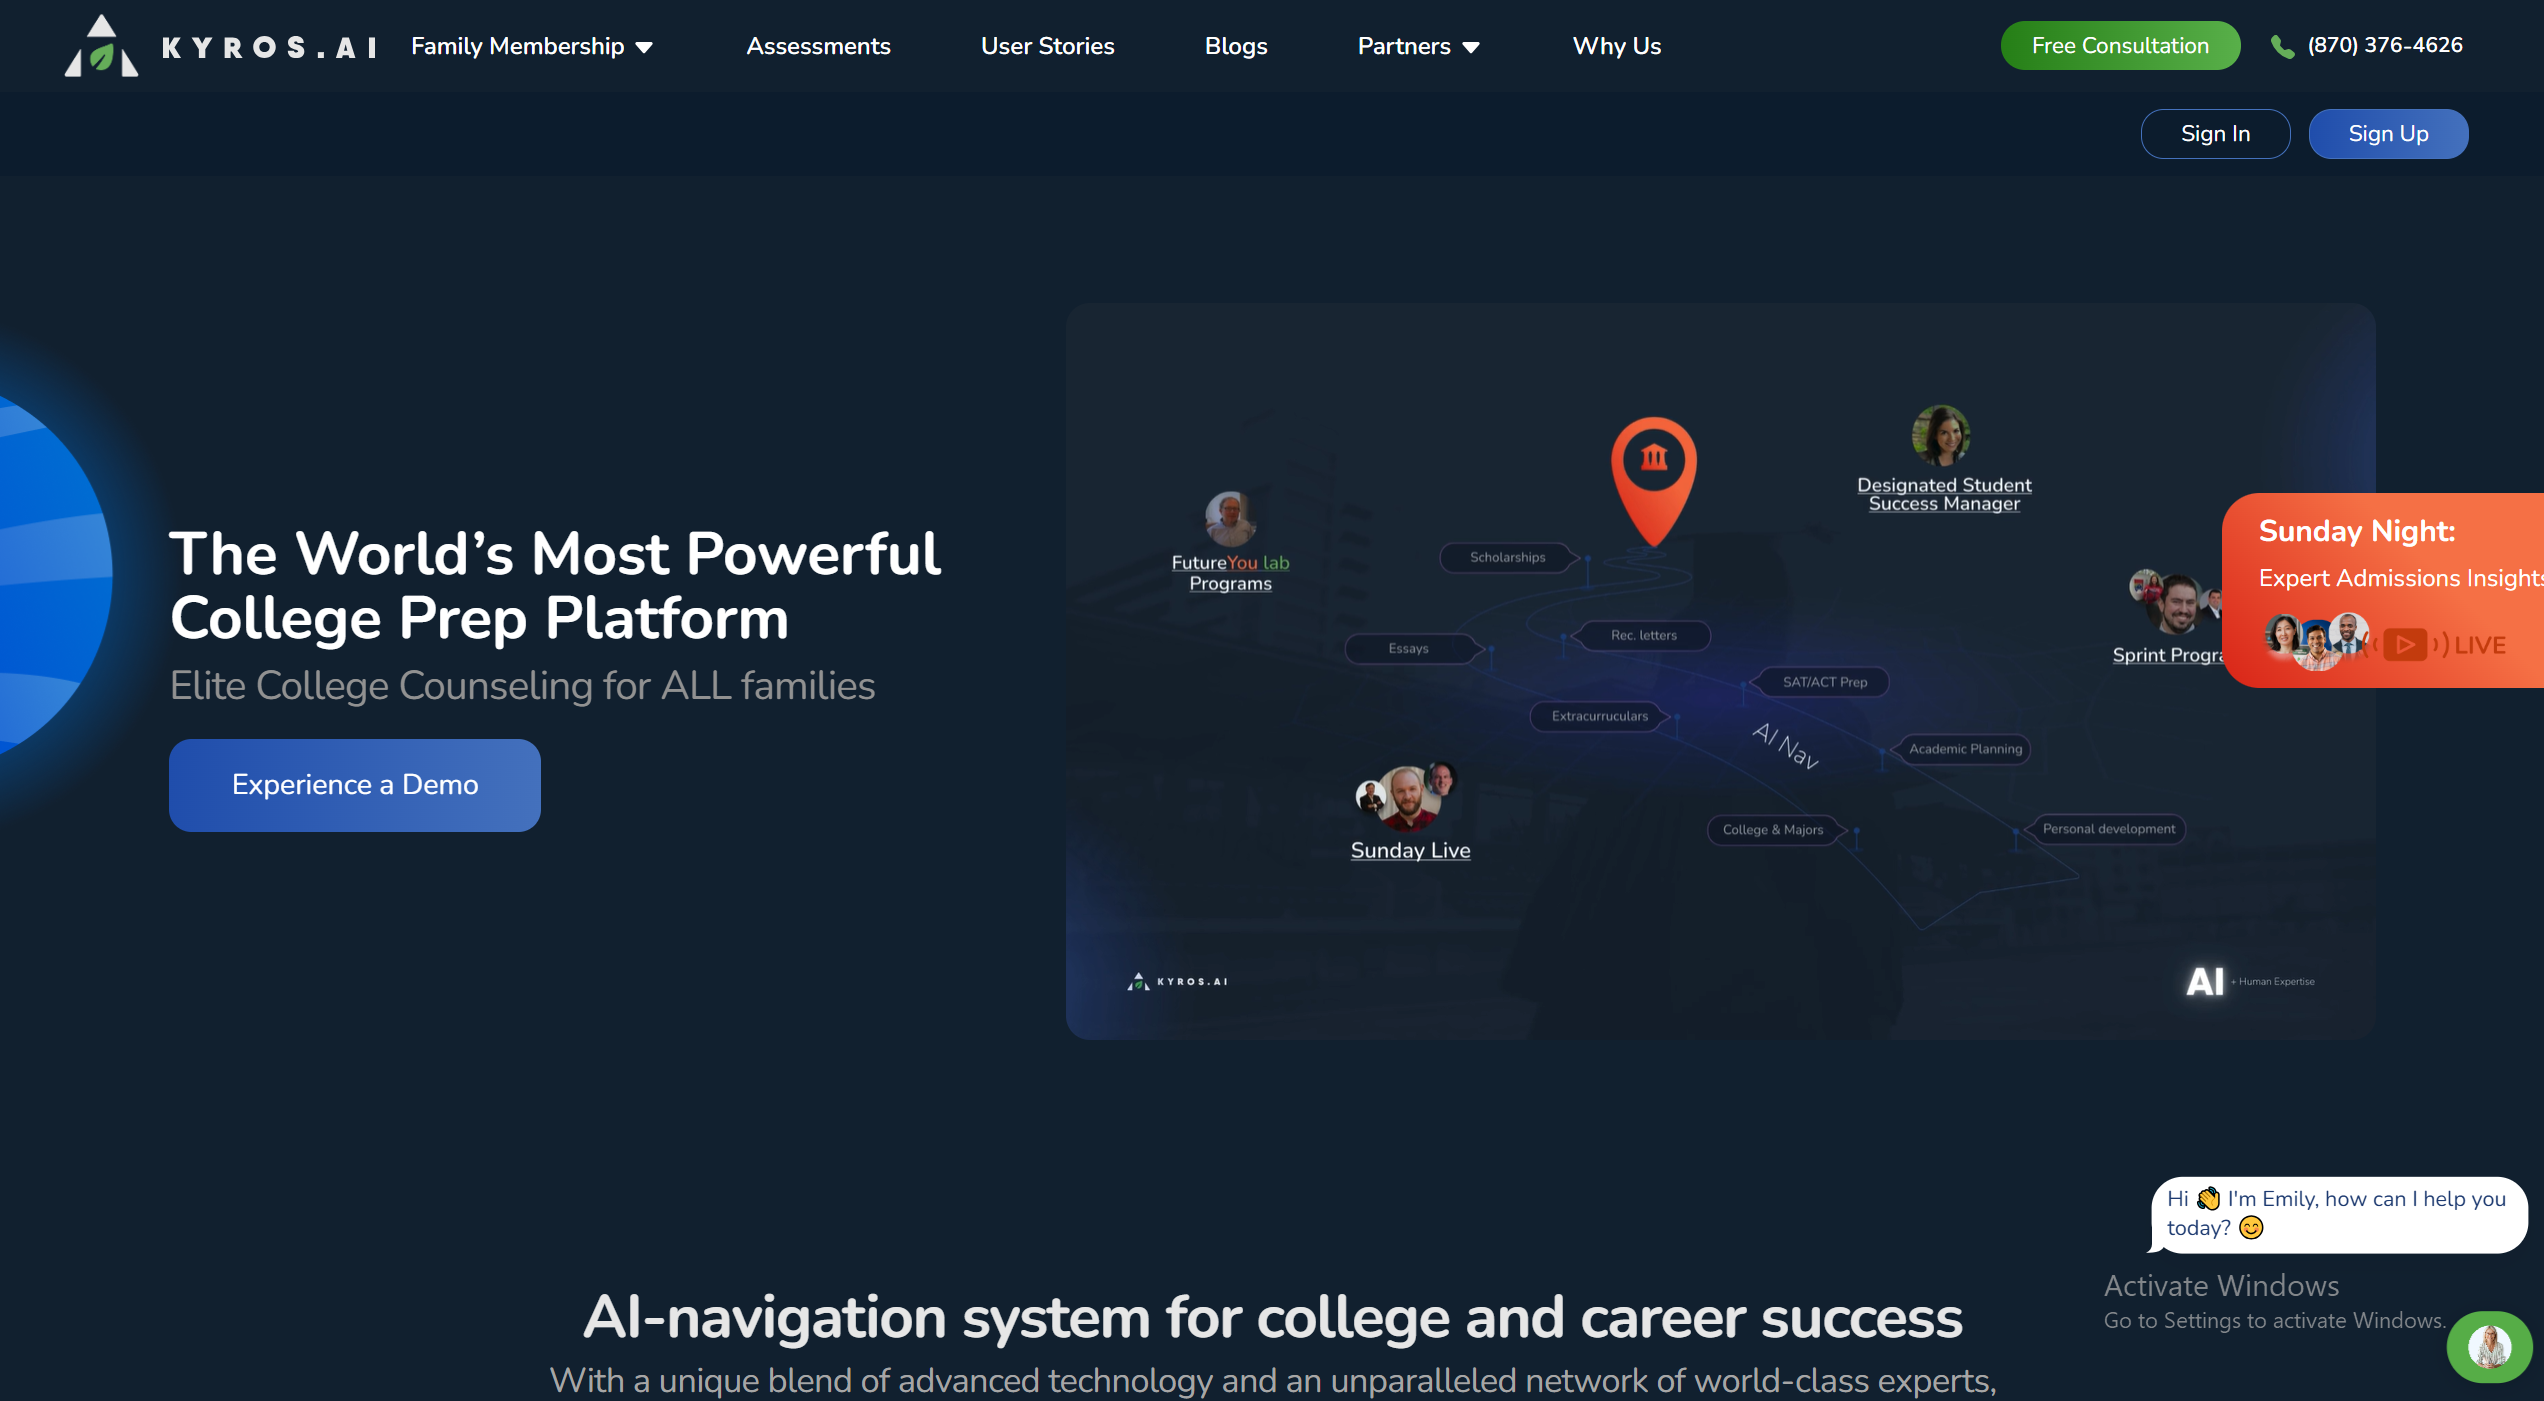 KYROS.AI
Family Membership
Assessments
User Stories
Blogs
Partners
Why Us
Free Consultation
(870) 376-4626
Sign In
Sign Up
The World’s Most Powerful
College Prep Platform
Elite College Counseling for ALL families
Experience a Demo
Designated Student
Success Manager
FutureYou lab
Programs
Scholarships
Rec. letters
Essays
SAT/ACT Prep
Extracurruculars
AI Nav
Academic Planning
College & Majors
Personal development
Sunday Live
Sprint Progra
Sunday Night:
Expert Admissions Insights
LIVE
KYROS.AI
AI + Human Expertise
Hi 👋 I'm Emily, how can I help you
today? 😊
Activate Windows
Go to Settings to activate Windows.
AI-navigation system for college and career success
With a unique blend of advanced technology and an unparalleled network of world-class experts,